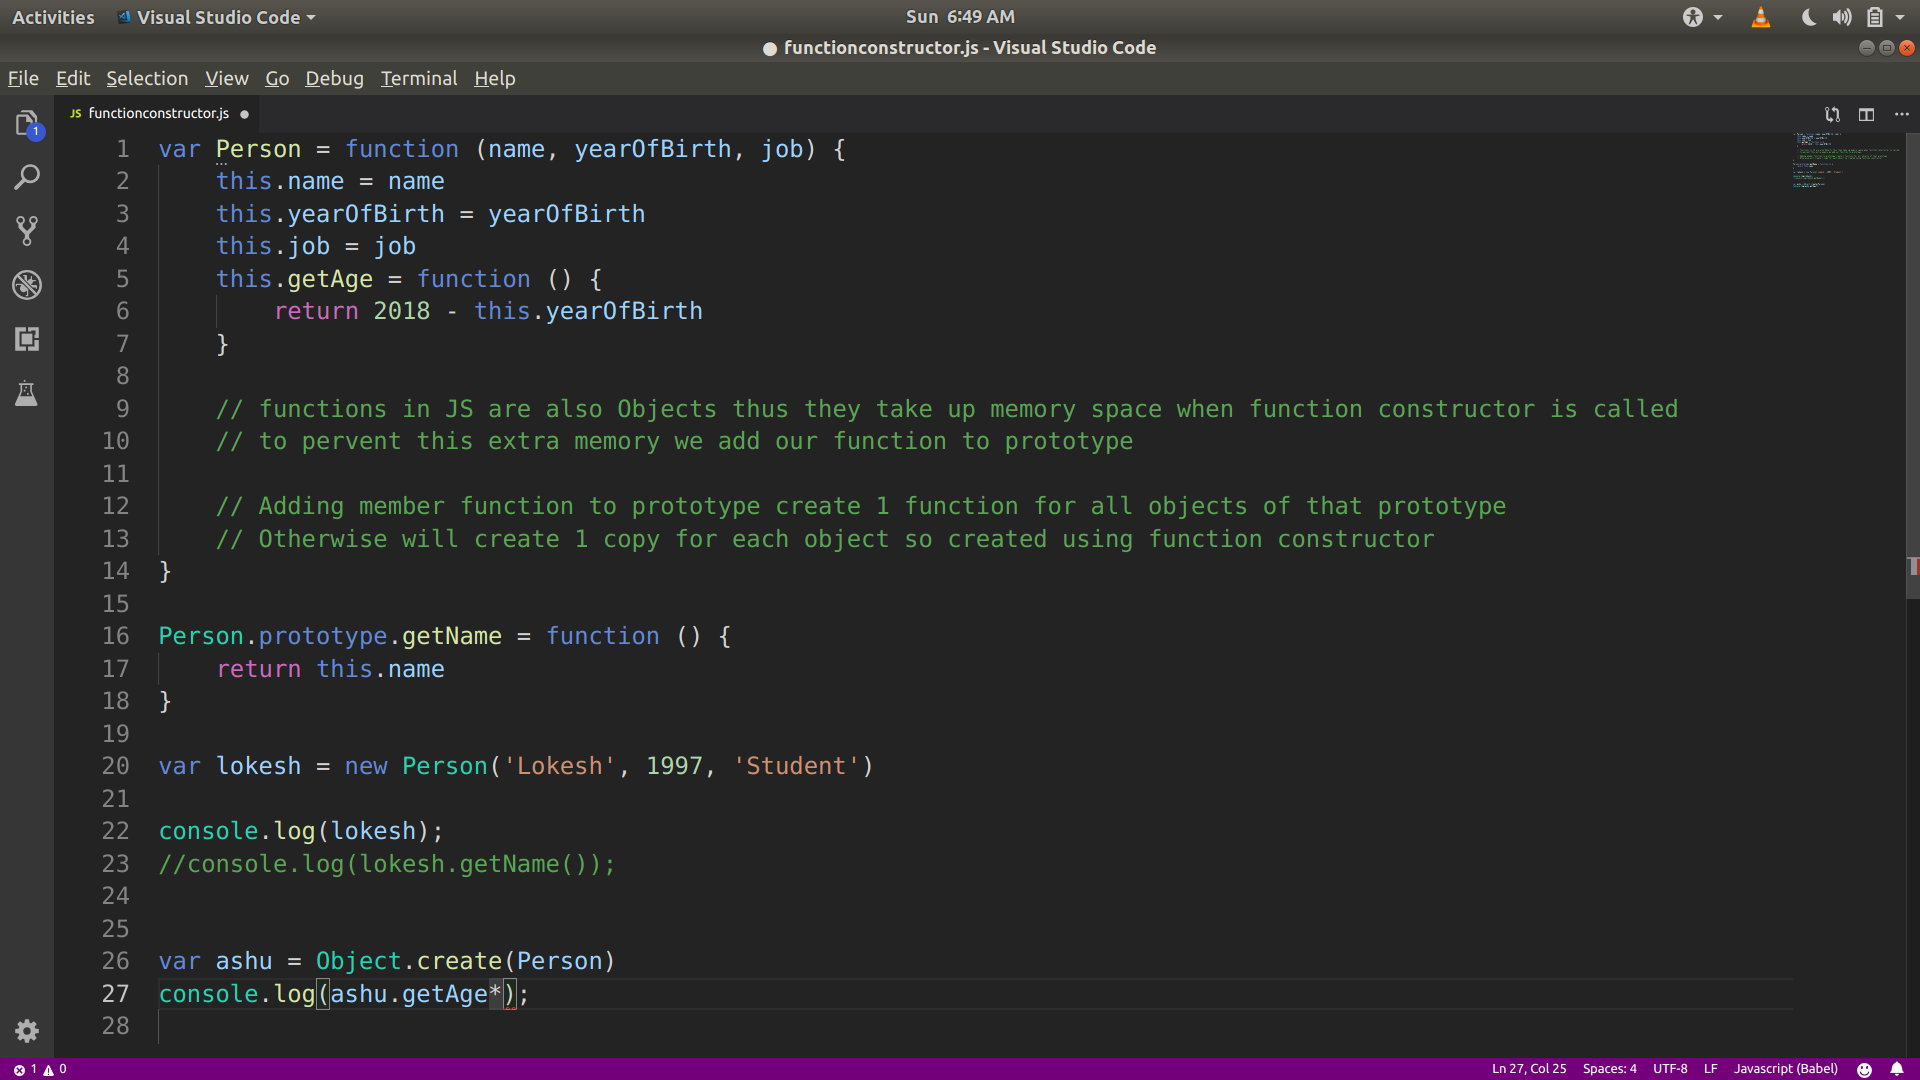 Activities Visual Studio Code Sun 6:49 AM
● functionconstructor.js - Visual Studio Code
File Edit Selection View Go Debug Terminal Help
1 JS functionconstructor.js ●
1 var Person = function (name, yearOfBirth, job) {
2 this.name = name
3 this.yearOfBirth = yearOfBirth
4 this.job = job
5 this.getAge = function () {
6 return 2018 - this.yearOfBirth
7 }
8
9 // functions in JS are also Objects thus they take up memory space when function constructor is called
10 // to pervent this extra memory we add our function to prototype
11
12 // Adding member function to prototype create 1 function for all objects of that prototype
13 // Otherwise will create 1 copy for each object so created using function constructor
14 }
15
16 Person.prototype.getName = function () {
17 return this.name
18 }
19
20 var lokesh = new Person('Lokesh', 1997, 'Student')
21
22 console.log(lokesh);
23 //console.log(lokesh.getName());
24
25
26 var ashu = Object.create(Person)
27 console.log(ashu.getAge*);
28
1 0 Ln 27, Col 25 Spaces: 4 UTF-8 LF Javascript (Babel)